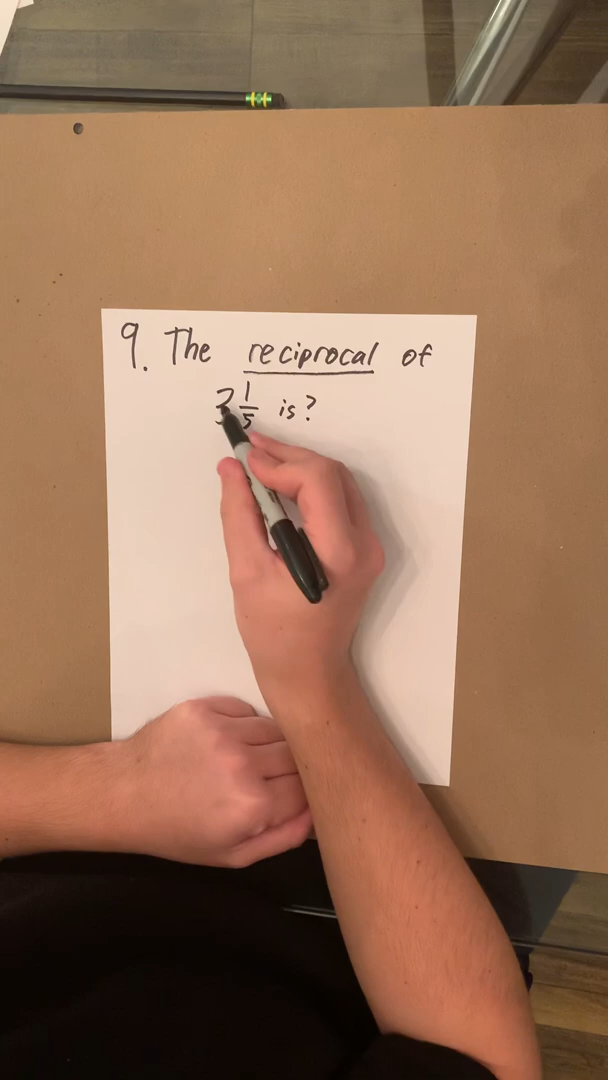 9. The reciprocal of
3 1/5 is?